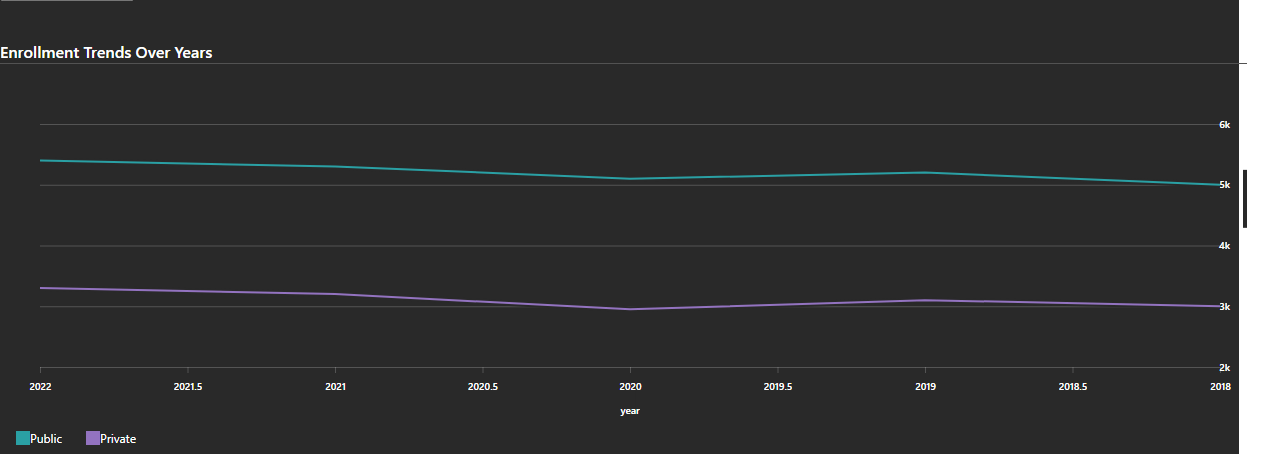 Enrollment Trends Over Years
6k
5k
4k
3k
2k
2022 2021.5 2021 2020.5 2020 2019.5 2019 2018.5 2018
year
Public Private